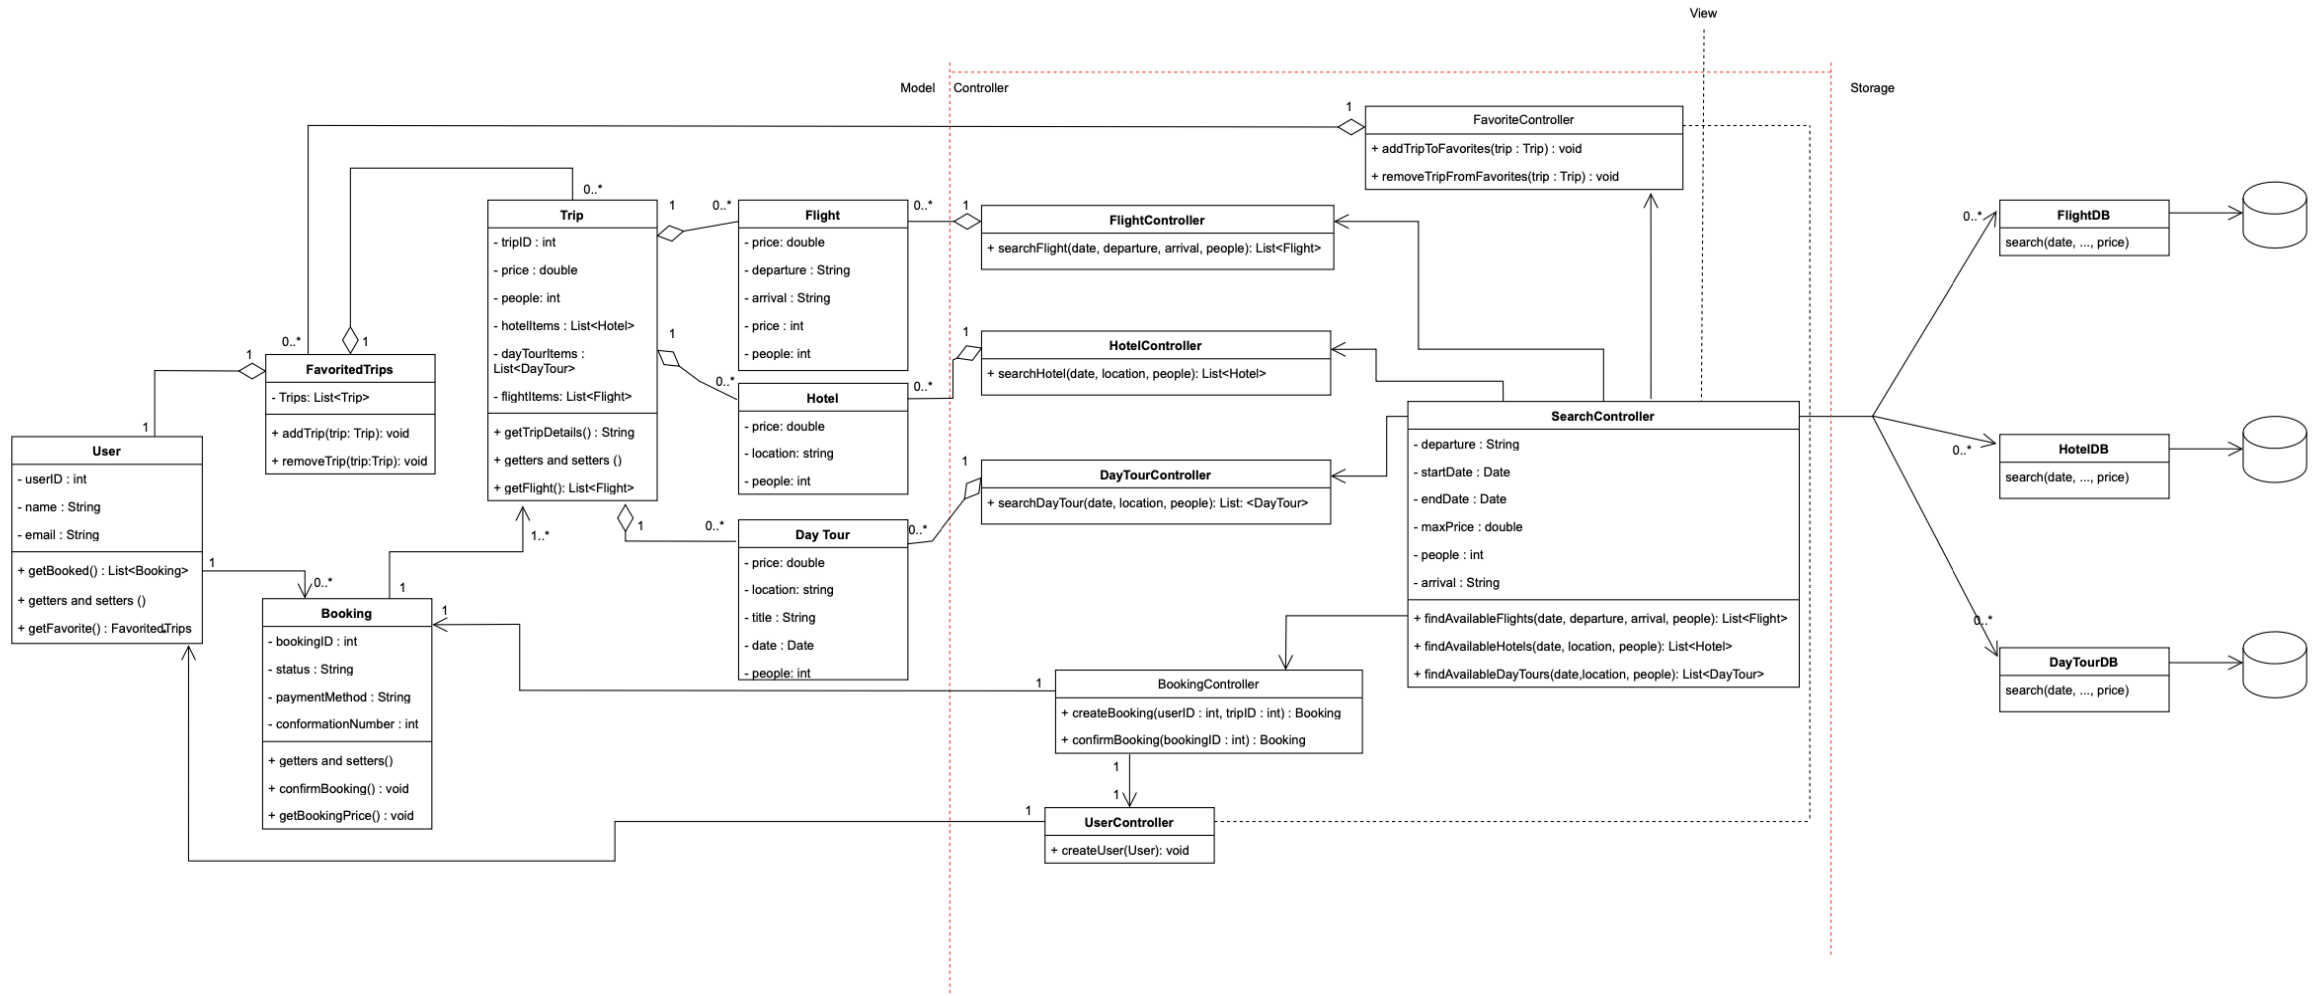 View
Model
Controller
Storage
1
FavoriteController
+ addTripToFavorites(trip : Trip) : void
+ removeTripFromFavorites(trip : Trip) : void
0..*
Trip
- tripID : int
- price : double
- people: int
- hotelItems : List<Hotel>
- dayTourItems :
List<DayTour>
- flightItems: List<Flight>
+ getTripDetails() : String
+ getters and setters ()
+ getFlight(): List<Flight>
1
0..*
Flight
- price: double
- departure : String
- arrival : String
- price : int
- people: int
0..*
1
FlightController
+ searchFlight(date, departure, arrival, people): List<Flight>
0..*
FlightDB
search(date, ..., price)
1
0..*
Hotel
- price: double
- location: string
- people: int
0..*
1
HotelController
+ searchHotel(date, location, people): List<Hotel>
0..*
1
1
FavoritedTrips
- Trips: List<Trip>
+ addTrip(trip: Trip): void
+ removeTrip(trip:Trip): void
1
User
- userID : int
- name : String
- email : String
+ getBooked() : List<Booking>
+ getters and setters ()
+ getFavorite() : FavoritedTrips
1
0..*
1..*
1
1
0..*
Day Tour
- price: double
- location: string
- title : String
- date : Date
- people: int
0..*
1
DayTourController
+ searchDayTour(date, location, people): List: <DayTour>
SearchController
- departure : String
- startDate : Date
- endDate : Date
- maxPrice : double
- people : int
- arrival : String
+ findAvailableFlights(date, departure, arrival, people): List<Flight>
+ findAvailableHotels(date, location, people): List<Hotel>
+ findAvailableDayTours(date,location, people): List<DayTour>
0..*
HotelDB
search(date, ..., price)
0..*
DayTourDB
search(date, ..., price)
Booking
- bookingID : int
- status : String
- paymentMethod : String
- conformationNumber : int
+ getters and setters()
+ confirmBooking() : void
+ getBookingPrice() : void
1
1
BookingController
+ createBooking(userID : int, tripID : int) : Booking
+ confirmBooking(bookingID : int) : Booking
1
1
1
UserController
+ createUser(User): void